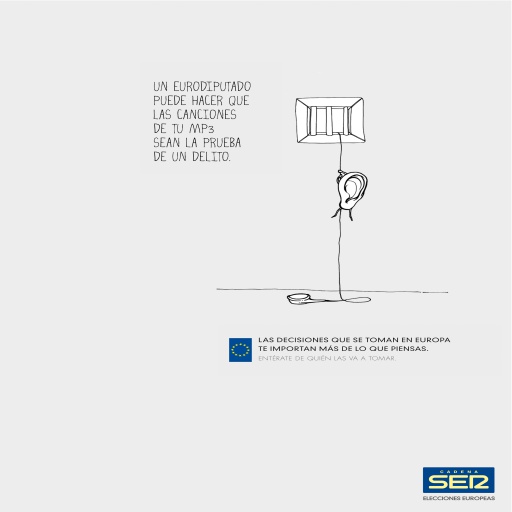 UN EURODIPUTADO
PUEDE HACER QUE
LAS CANCIONES
DE TU MP3
SEAN LA PRUEBA
DE UN DELITO.
LAS DECISIONES QUE SE TOMAN EN EUROPA
TE IMPORTAN MÁS DE LO QUE PIENSAS.
ENTÉRATE DE QUIÉN LAS VA A TOMAR.
CADENA
SER
ELECCIONES EUROPEAS